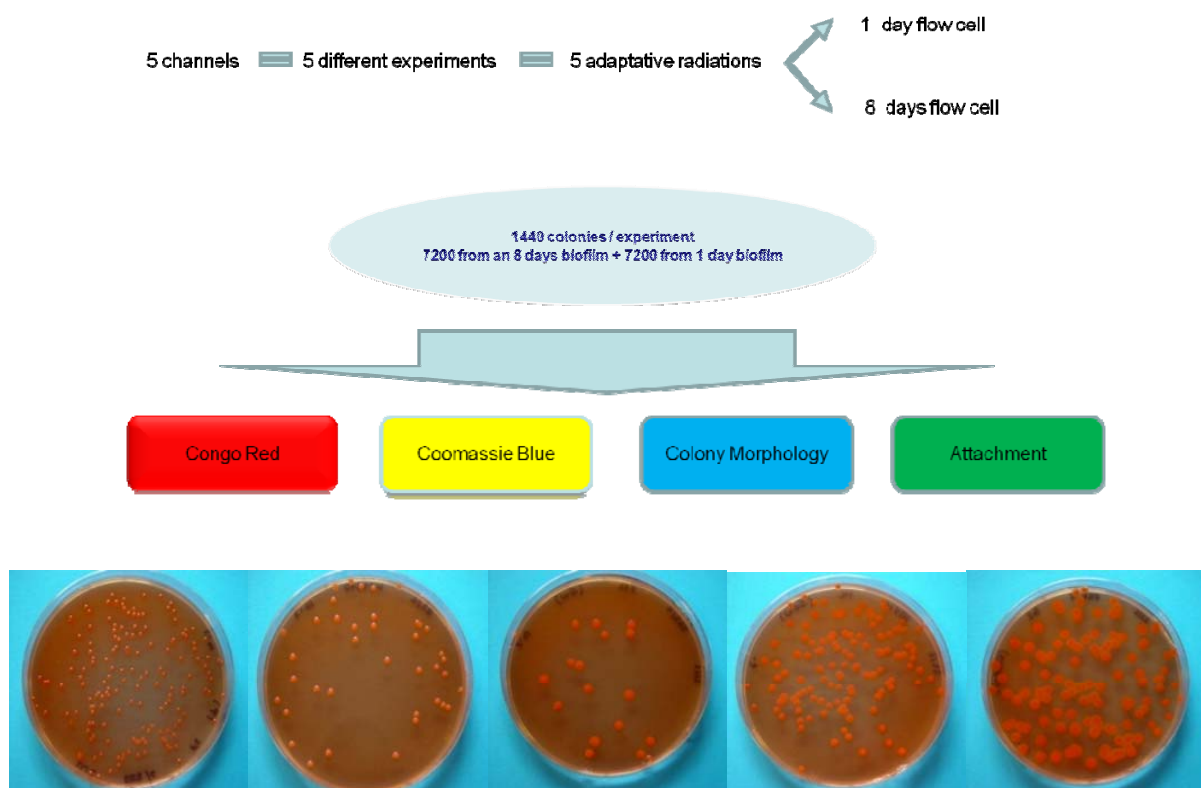 1 day flow cell
5 channels = 5 different experiments = 5 adaptative radiations
8 days flow cell
1440 colonies / experiment
7200 from an 8 days biofilm + 7200 from 1 day biofilm
Congo Red
Coomassie Blue
Colony Morphology
Attachment